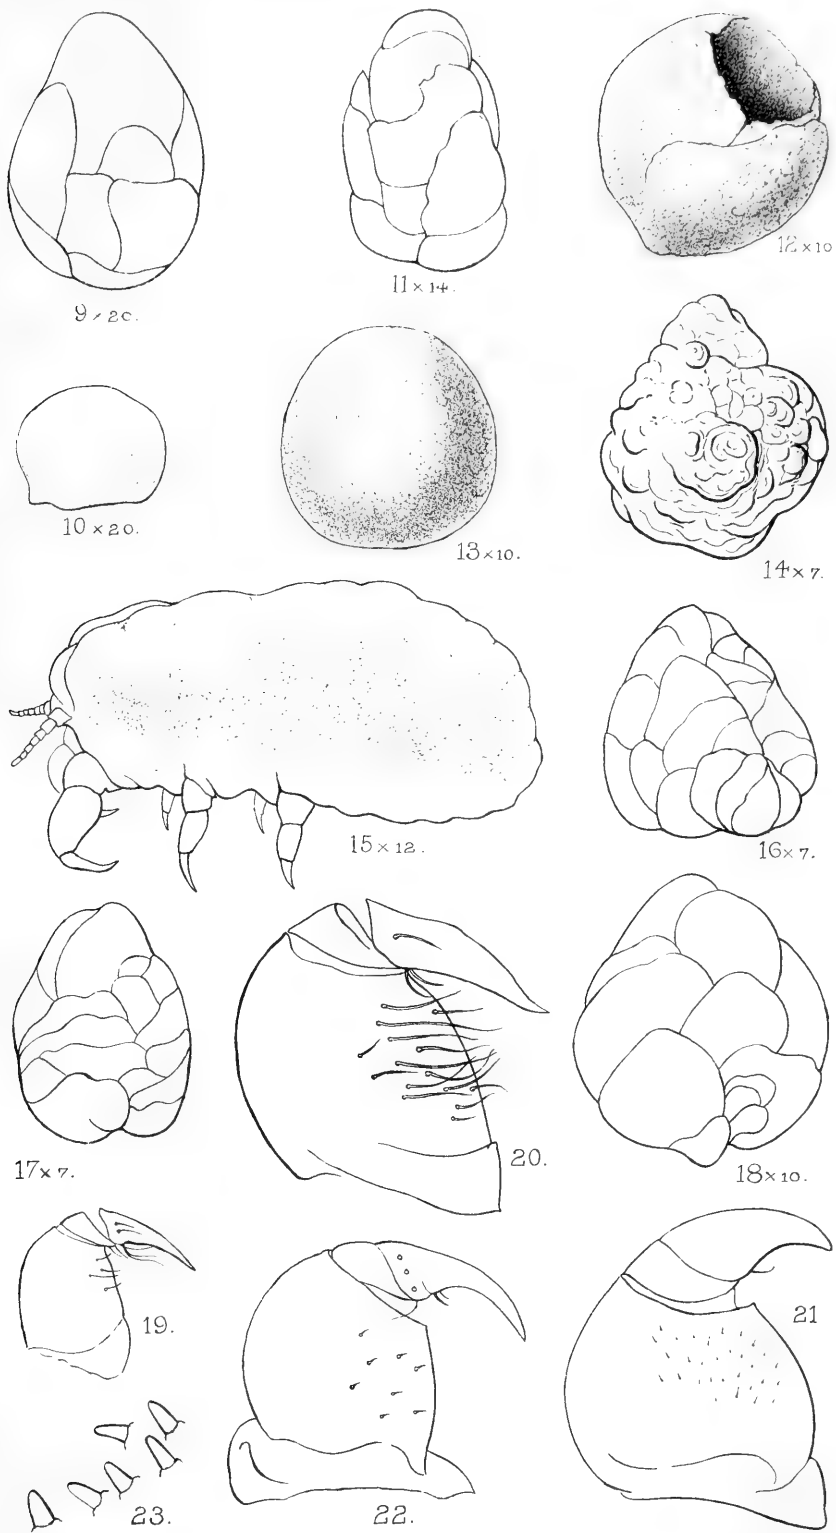 9 × 20.
11 × 14.
12 × 10
10 × 20.
13 × 10.
14 × 7.
15 × 12.
16 × 7.
17 × 7.
20.
18 × 10.
19.
21
23.
22.